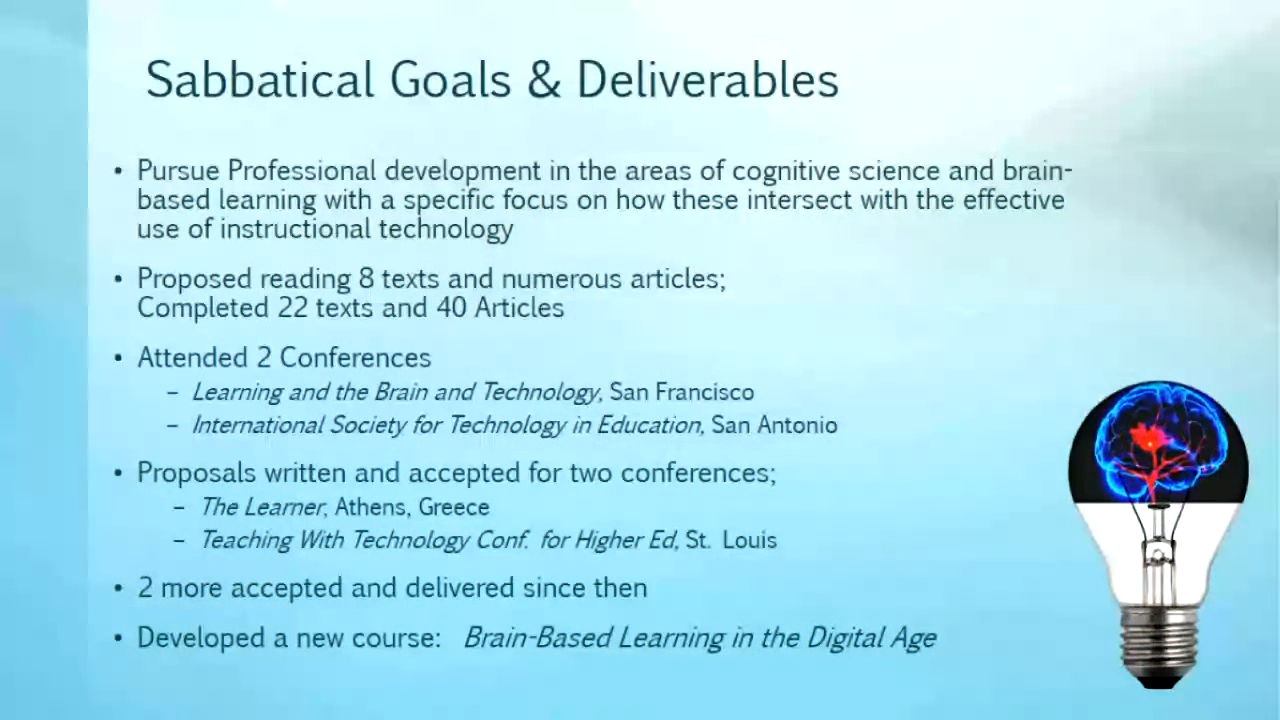 Sabbatical Goals & Deliverables
• Pursue Professional development in the areas of cognitive science and brain-
based learning with a specific focus on how these intersect with the effective
use of instructional technology
• Proposed reading 8 texts and numerous articles;
Completed 22 texts and 40 Articles
• Attended 2 Conferences
– Learning and the Brain and Technology, San Francisco
– International Society for Technology in Education, San Antonio
• Proposals written and accepted for two conferences;
– The Learner, Athens, Greece
– Teaching With Technology Conf. for Higher Ed, St. Louis
• 2 more accepted and delivered since then
• Developed a new course: Brain-Based Learning in the Digital Age